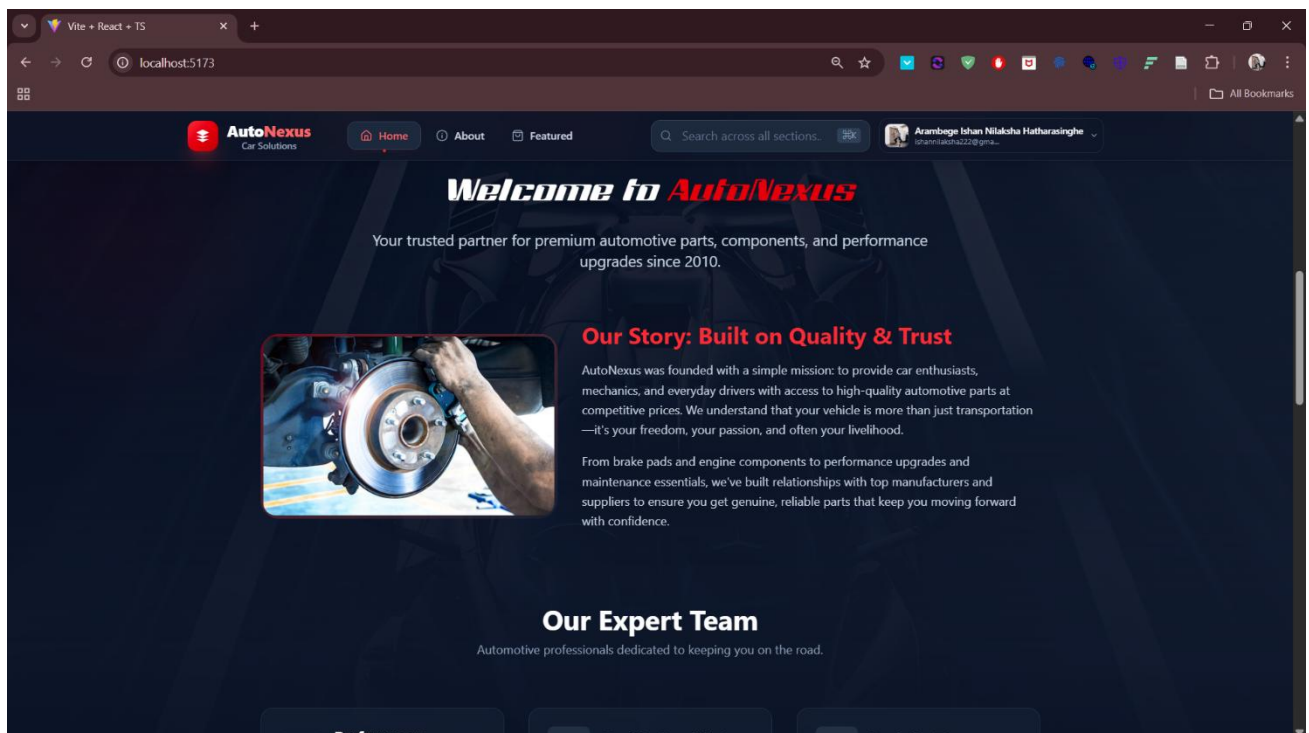 Vite + React + TS
localhost:5173
All Bookmarks
AutoNexus
Car Solutions
Home
About
Featured
Search across all sections..
⌘K
Arambege Ishan Nilaksha Hatharasinghe
ishannilaksha222@gma...
Welcome to AutoNexus
Your trusted partner for premium automotive parts, components, and performance
upgrades since 2010.
Our Story: Built on Quality & Trust
AutoNexus was founded with a simple mission: to provide car enthusiasts,
mechanics, and everyday drivers with access to high-quality automotive parts at
competitive prices. We understand that your vehicle is more than just transportation
—it's your freedom, your passion, and often your livelihood.
From brake pads and engine components to performance upgrades and
maintenance essentials, we've built relationships with top manufacturers and
suppliers to ensure you get genuine, reliable parts that keep you moving forward
with confidence.
Our Expert Team
Automotive professionals dedicated to keeping you on the road.